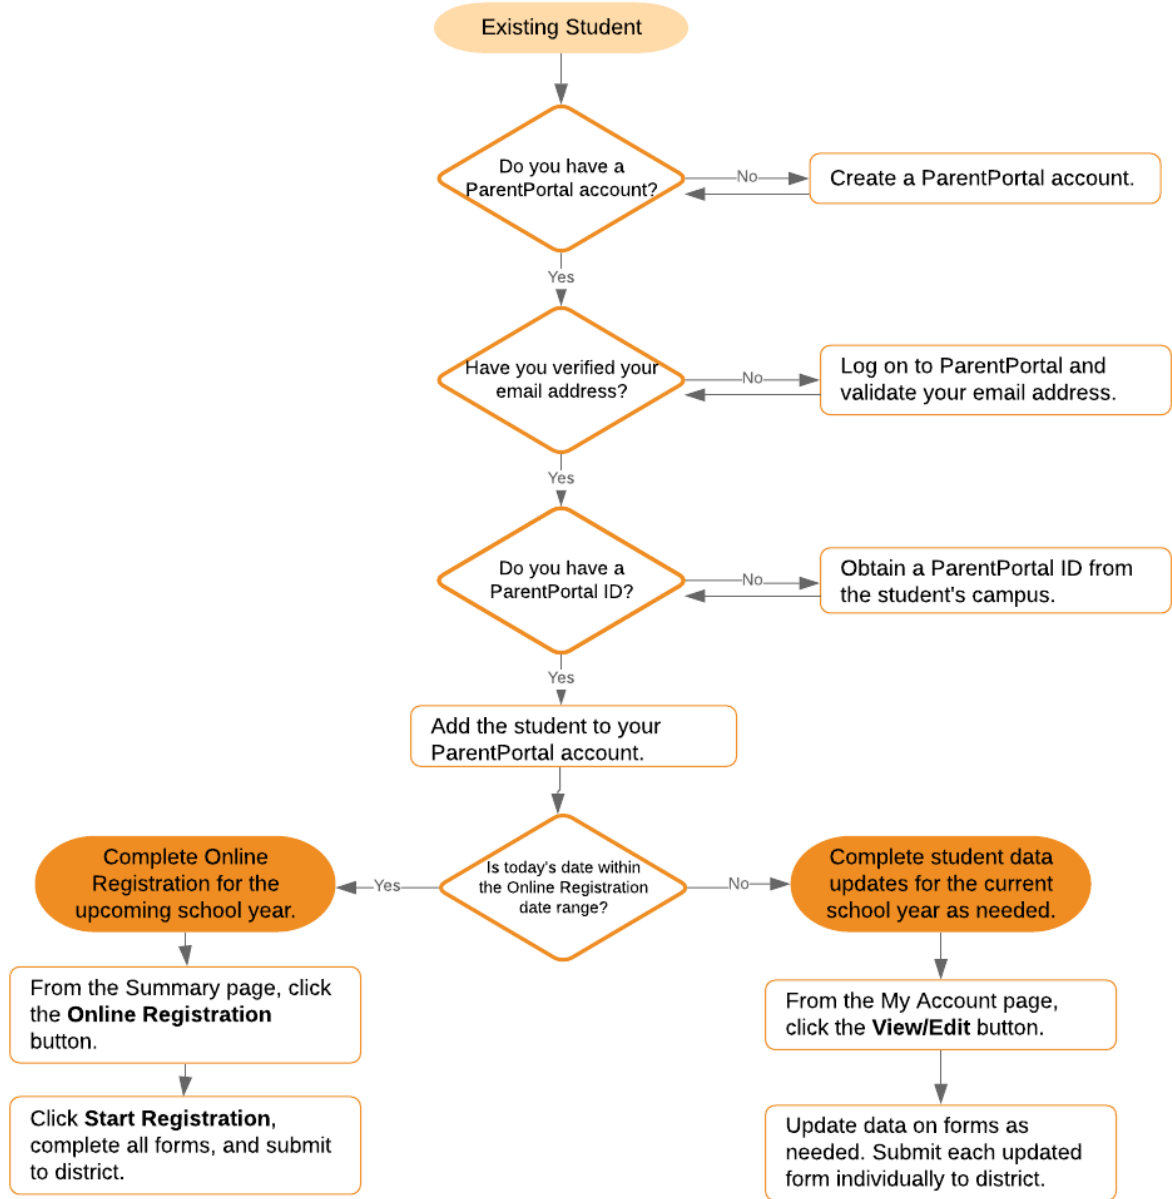 Existing Student
Do you have a
ParentPortal account?
No
Create a ParentPortal account.
Yes
Have you verified your
email address?
No
Log on to ParentPortal and
validate your email address.
Yes
Do you have a
ParentPortal ID?
No
Obtain a ParentPortal ID from
the student's campus.
Yes
Add the student to your
ParentPortal account.
Is today's date within
the Online Registration
date range?
Yes
Complete Online
Registration for the
upcoming school year.
From the Summary page, click
the Online Registration
button.
Click Start Registration,
complete all forms, and submit
to district.
No
Complete student data
updates for the current
school year as needed.
From the My Account page,
click the View/Edit button.
Update data on forms as
needed. Submit each updated
form individually to district.